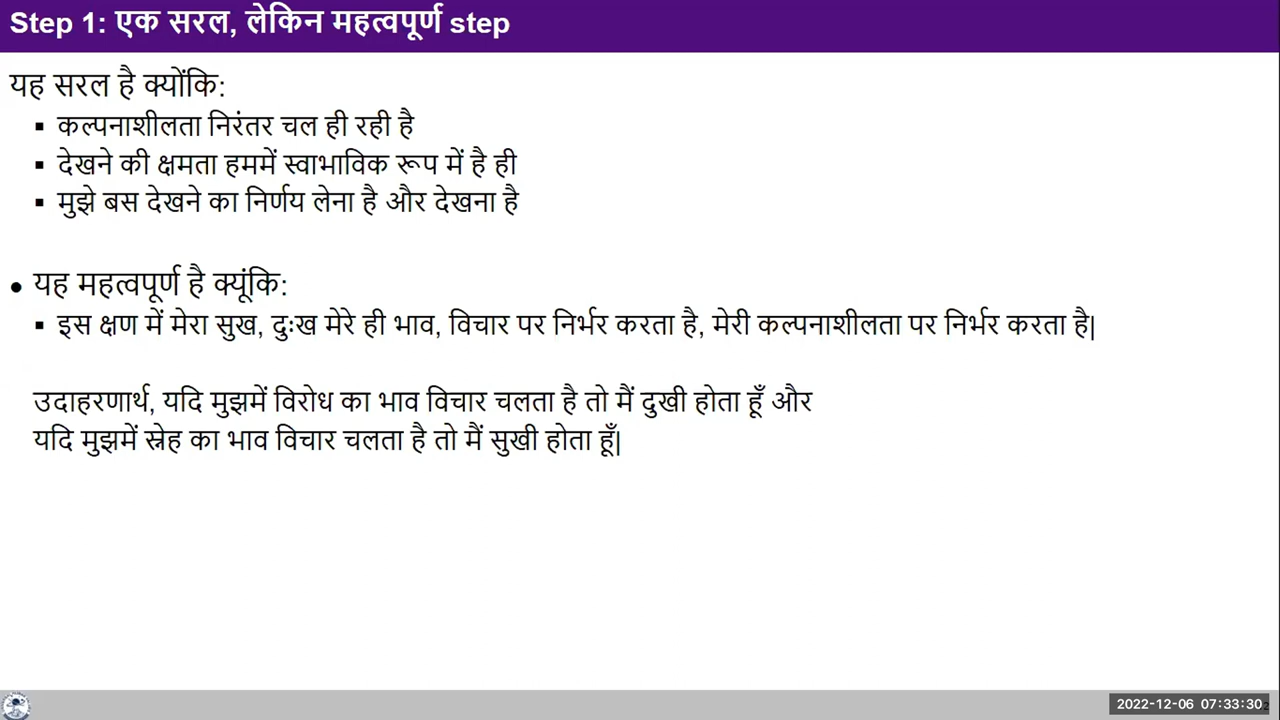 Step 1: एक सरल, लेकिन महत्वपूर्ण step
यह सरल है क्योंकि:
▪ कल्पनाशीलता निरंतर चल ही रही है
▪ देखने की क्षमता हममें स्वाभाविक रूप में है ही
▪ मुझे बस देखने का निर्णय लेना है और देखना है
• यह महत्वपूर्ण है क्यूंकि:
▪ इस क्षण में मेरा सुख, दुःख मेरे ही भाव, विचार पर निर्भर करता है, मेरी कल्पनाशीलता पर निर्भर करता है|
उदाहरणार्थ, यदि मुझमें विरोध का भाव विचार चलता है तो मैं दुखी होता हूँ और
यदि मुझमें स्नेह का भाव विचार चलता है तो मैं सुखी होता हूँ|
2022-12-06 07:33:30